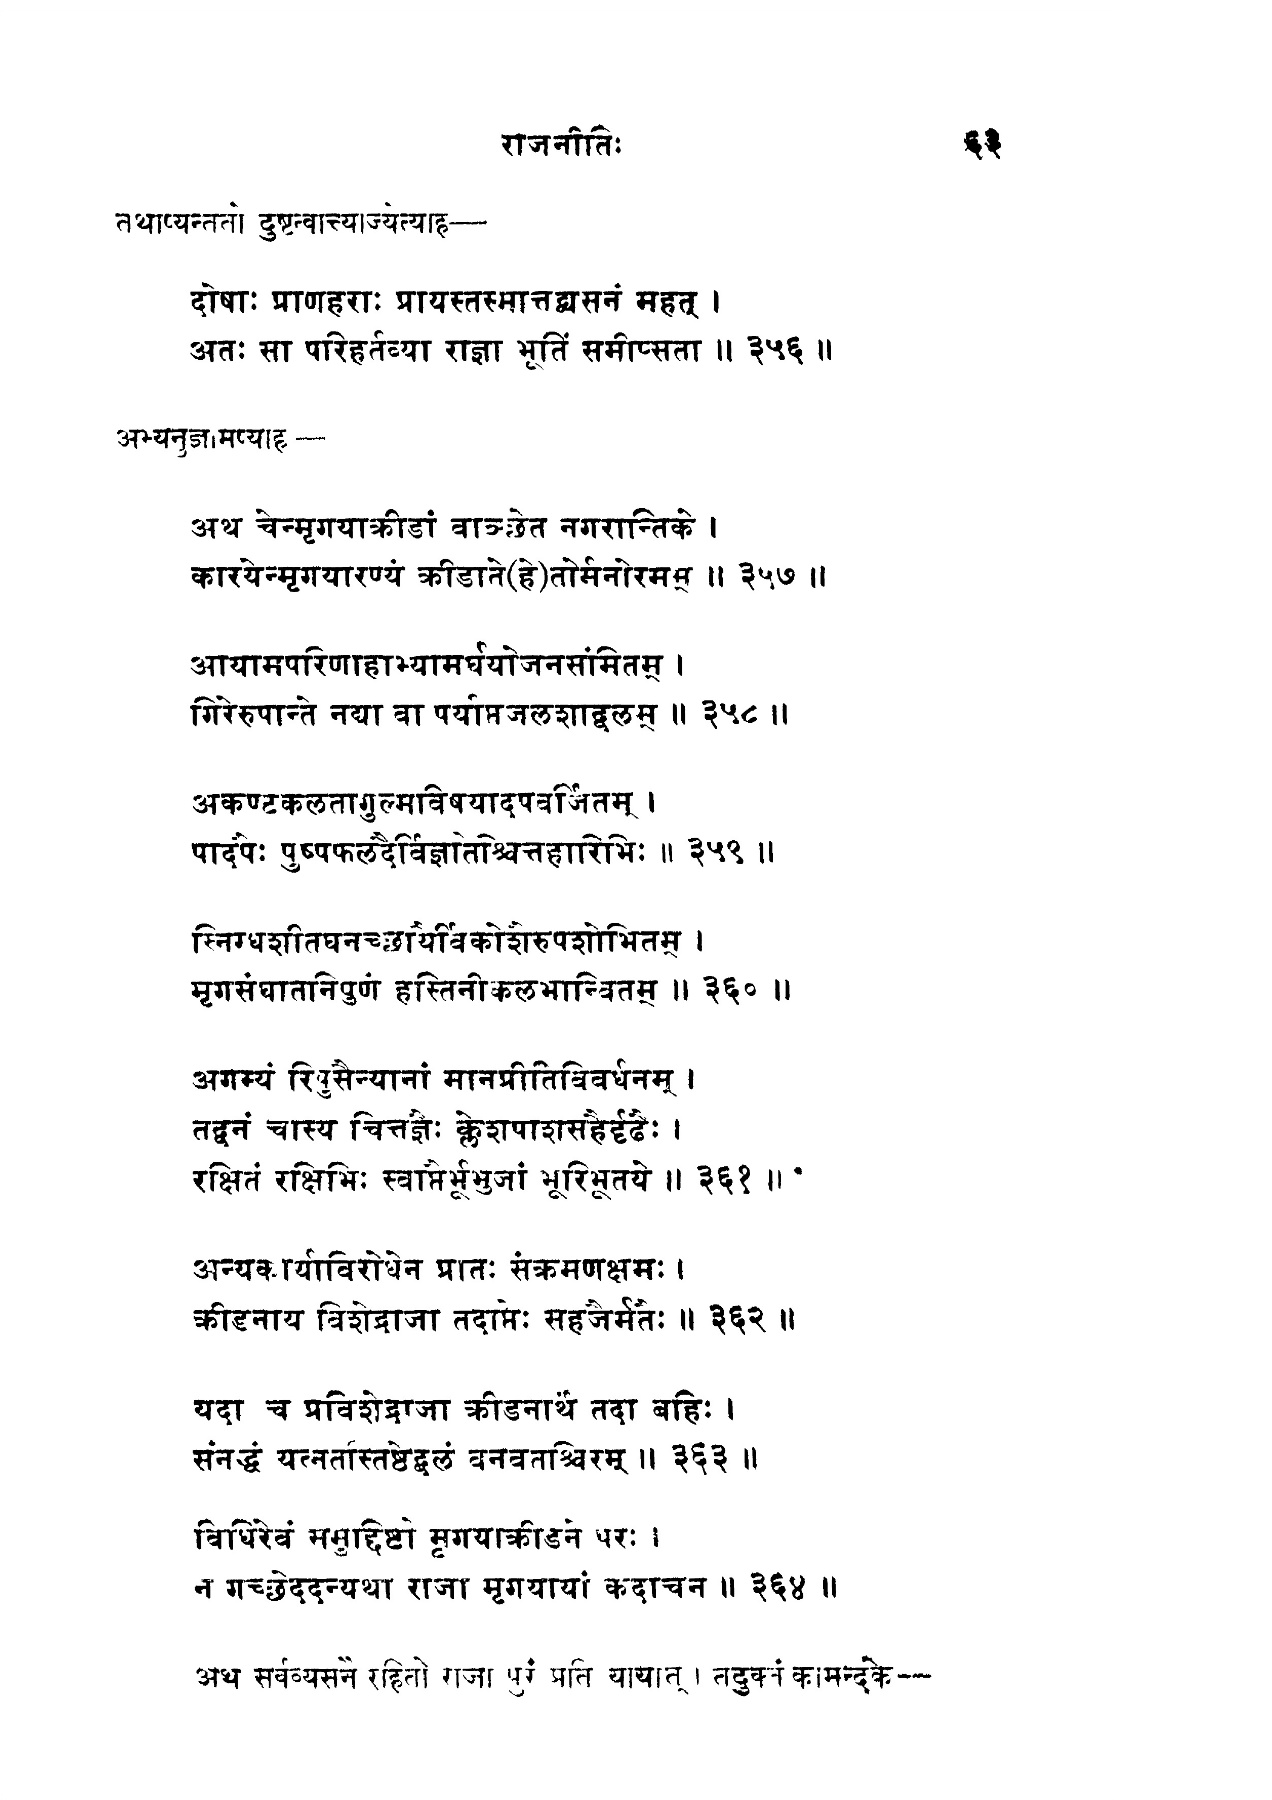 राजनीतिः ६३
तथाप्यन्ततो दुष्टत्वात्त्याज्येत्याह—
दोषाः प्राणहराः प्रायस्तस्मात्तद्व्यसनं महत् ।
अतः सा परिहर्तव्या राज्ञा भूतिं समीप्सता ॥ ३५६ ॥
अभ्यनुज्ञामप्याह —
अथ चेन्मृगयाक्रीडां वाञ्छेत नगरान्तिके ।
कारयेन्मृगयारण्यं क्रीडाते(हे)तोर्मनोरमम् ॥ ३५७ ॥
आयामपरिणाहाभ्यामर्धयोजनसंमितम् ।
गिरेरुपान्ते नद्या वा पर्याप्तजलशाद्वलम् ॥ ३५८ ॥
अकण्टकलतागुल्मविषपादपवर्जितम् ।
पादपैः पुष्पफलदैर्विज्ञातैश्चित्तहारिभिः ॥ ३५९ ॥
स्निग्धशीतघनच्छायैर्विकोशैरुपशोभितम् ।
मृगसंघातनिपुणं हस्तिनीकलभान्वितम् ॥ ३६० ॥
अगम्यं रिपुसैन्यानां मानप्रीतिविवर्धनम् ।
तद्वनं चास्य चित्तज्ञैः क्लेशपाशसहैर्दृढैः ।
रक्षितं रक्षिभिः स्वाप्तैर्भूभुजां भूरिभूतये ॥ ३६१ ॥
अन्यकार्याविरोधेन प्रातः संक्रमणक्षमः ।
क्रीडनाय विशेद्राजा तदाप्तैः सहजैर्मतैः ॥ ३६२ ॥
यदा च प्रविशेद्राजा क्रीडनार्थं तदा बहिः ।
संनद्धं यत्नतस्तिष्ठेद्बलं वनवताश्चिरम् ॥ ३६३ ॥
विधिरेवं समुद्दिष्टो मृगयाक्रीडने परः ।
न गच्छेददन्यथा राजा मृगयायां कदाचन ॥ ३६४ ॥
अथ सर्वव्यसनै रहितो राजा पुरं प्रति यायात् । तदुक्तं कामन्दके—